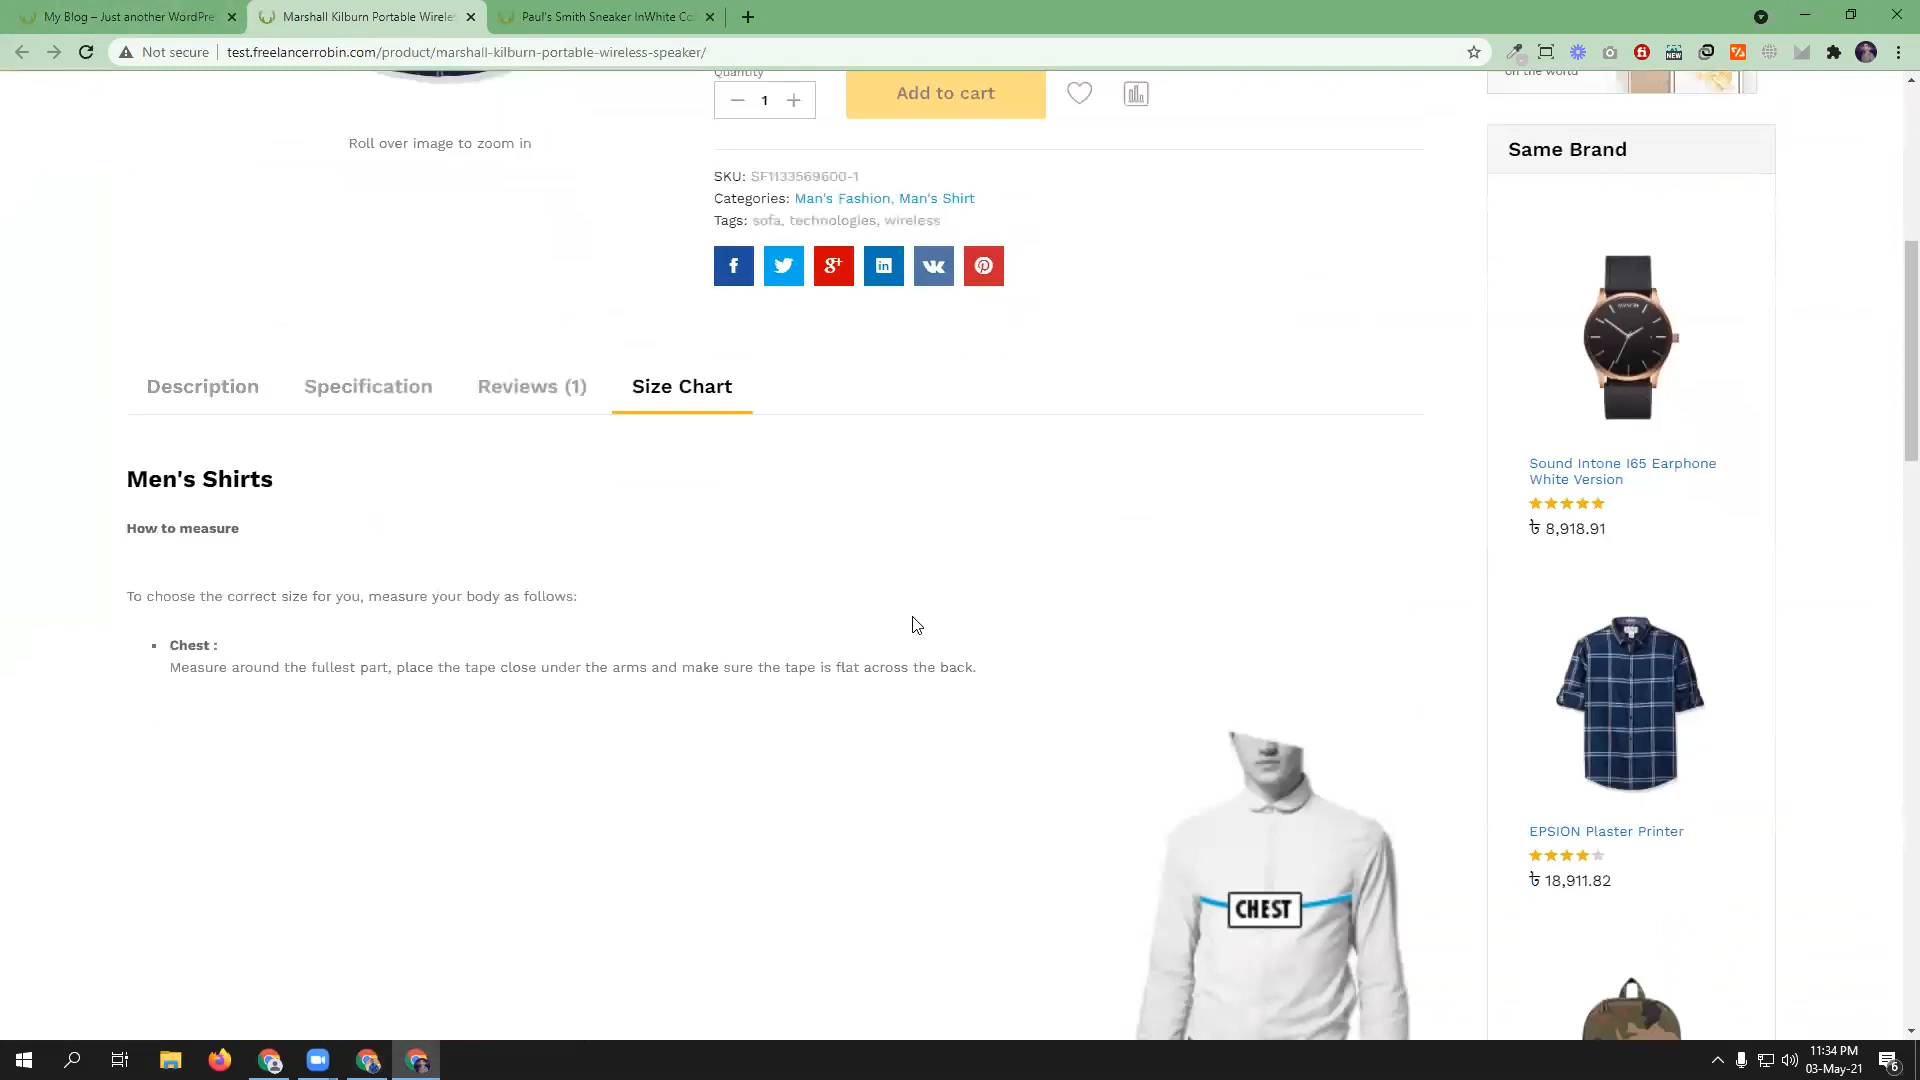 My Blog – Just another WordPre
Marshall Kilburn Portable Wirele
Paul's Smith Sneaker InWhite Co
Not secure
test.freelancerrobin.com/product/marshall-kilburn-portable-wireless-speaker/
NEW
Quantity
1
Add to cart
on the world
Roll over image to zoom in
SKU: SF1133569600-1
Categories: Man's Fashion, Man's Shirt
Tags: sofa, technologies, wireless
Same Brand
Description
Specification
Reviews (1)
Size Chart
Men's Shirts
How to measure
To choose the correct size for you, measure your body as follows:
Chest :
Measure around the fullest part, place the tape close under the arms and make sure the tape is flat across the back.
CHEST
Sound Intone I65 Earphone
White Version
৳ 8,918.91
EPSION Plaster Printer
৳ 18,911.82
11:34 PM
03-May-21
6